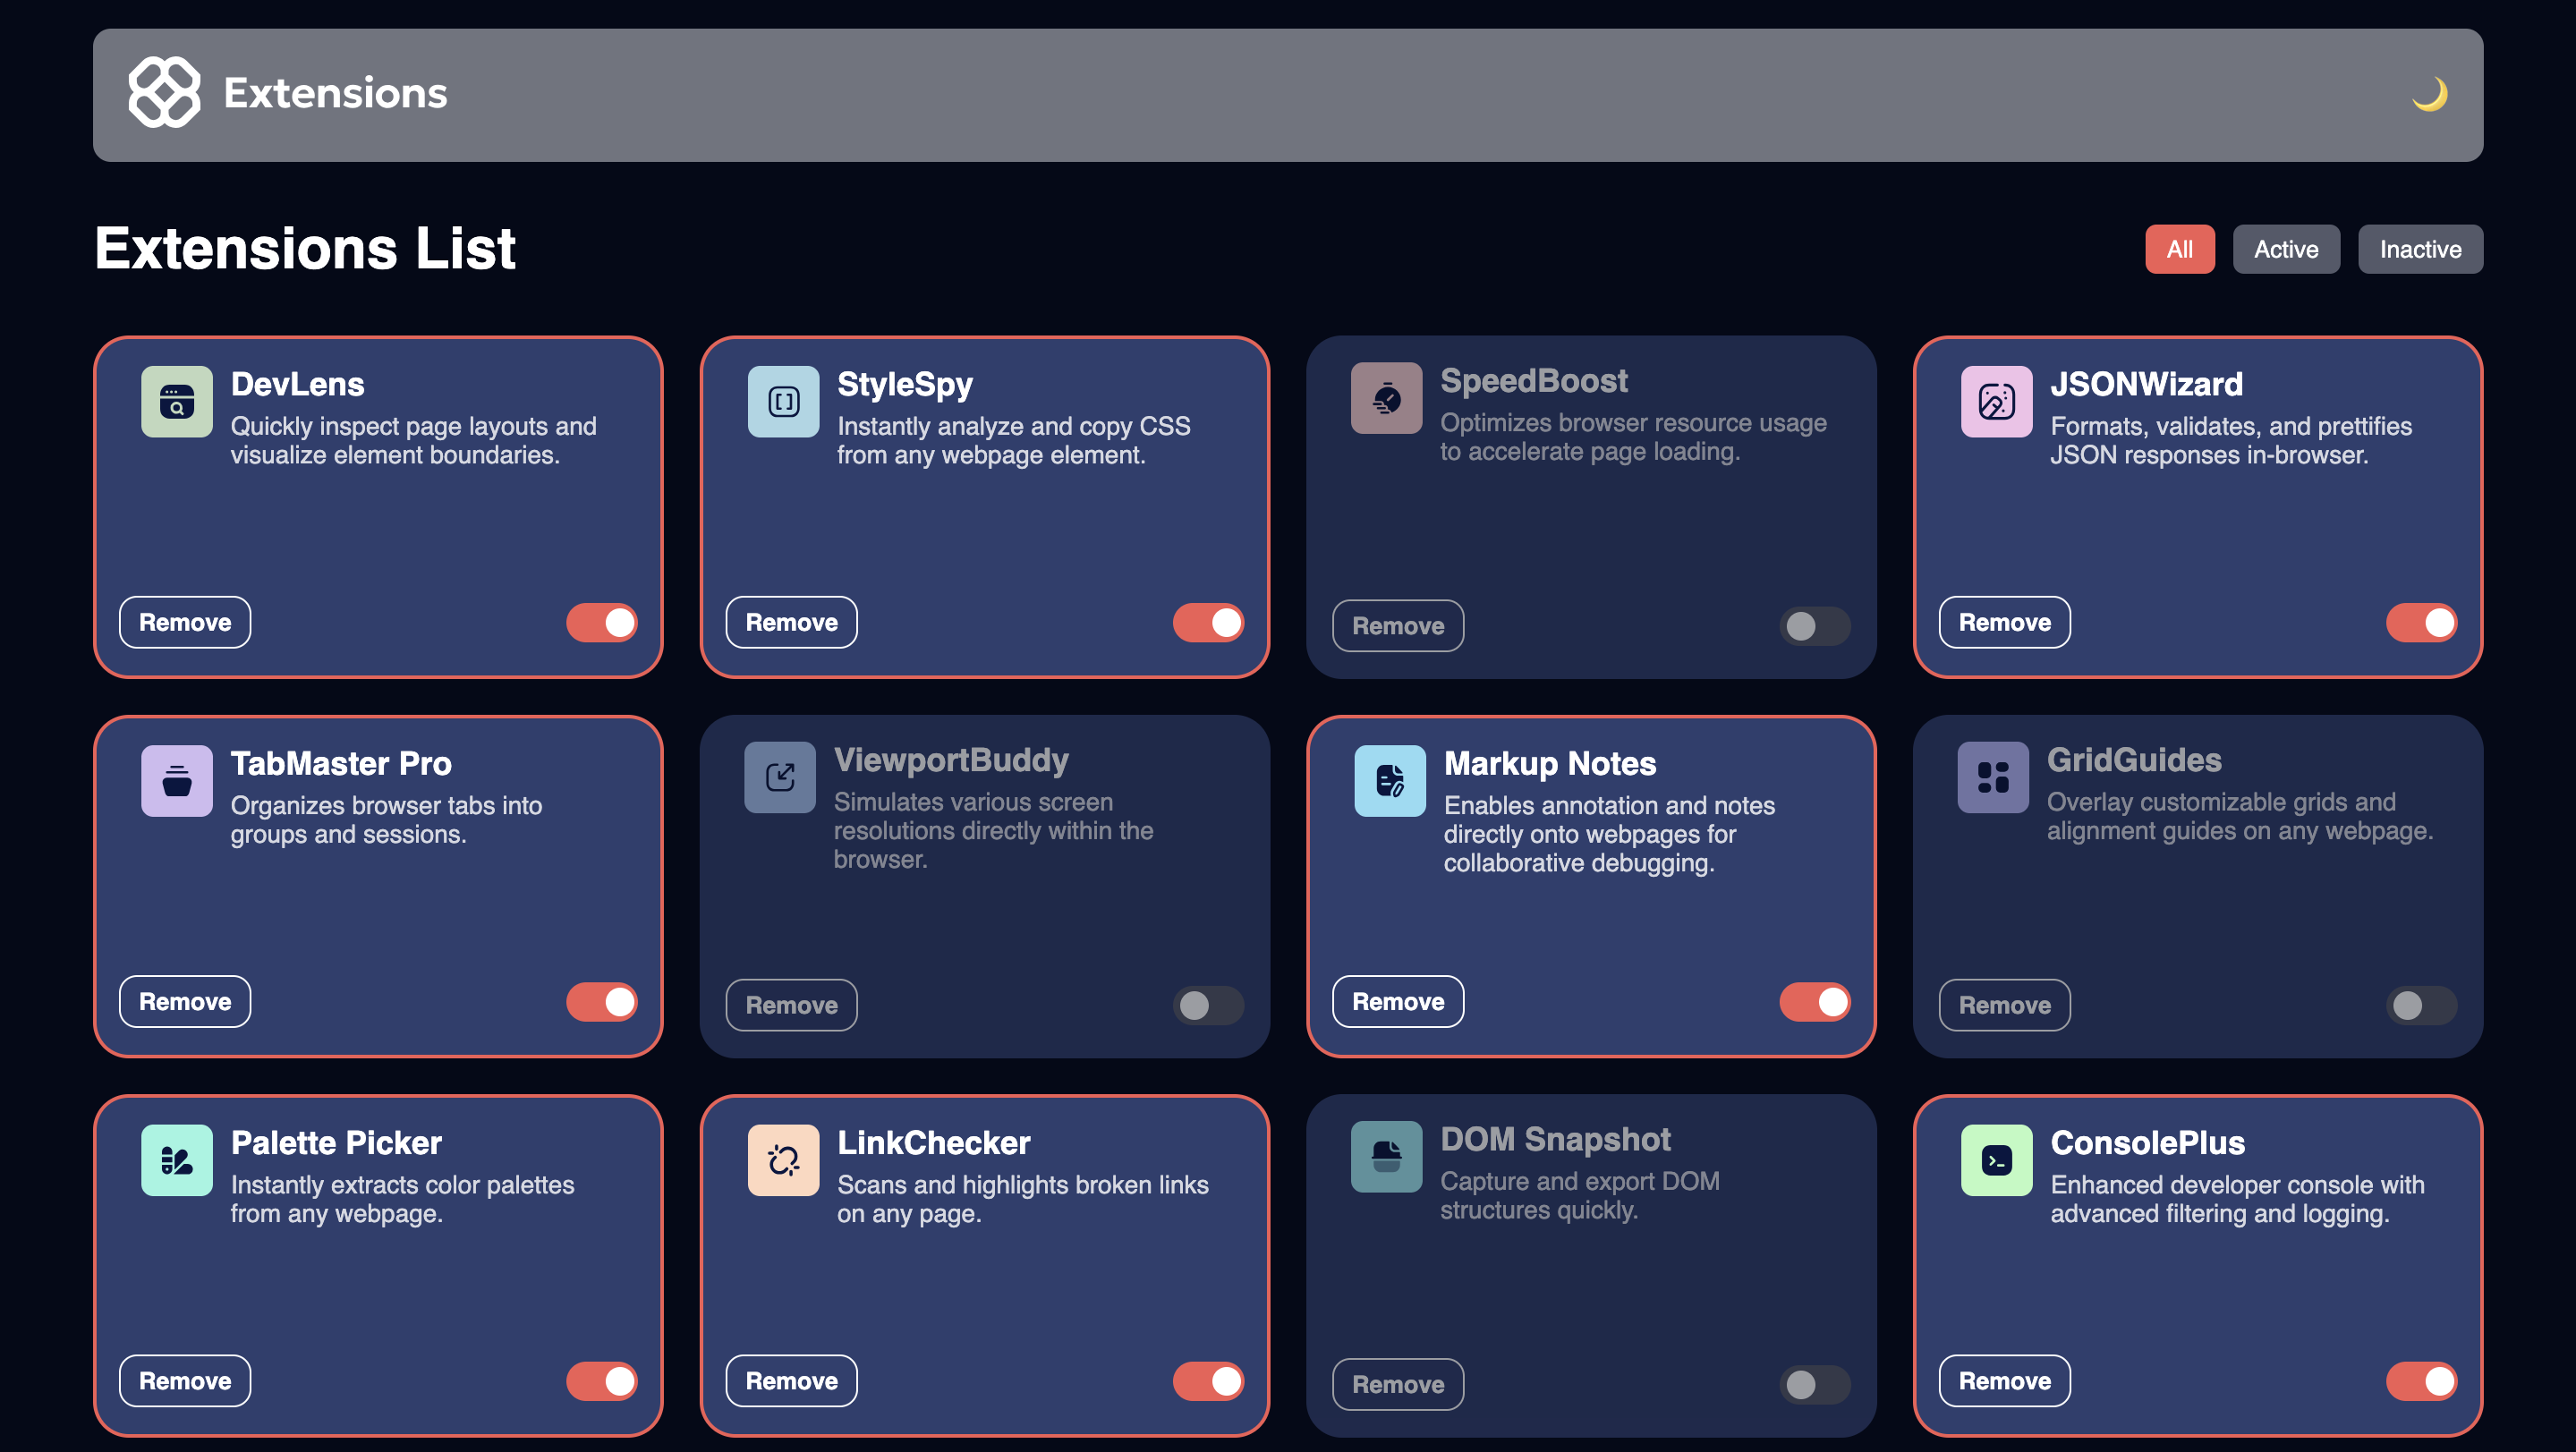 Extensions
Extensions List
All
Active
Inactive
DevLens
Quickly inspect page layouts and
visualize element boundaries.
Remove
StyleSpy
Instantly analyze and copy CSS
from any webpage element.
Remove
SpeedBoost
Optimizes browser resource usage
to accelerate page loading.
Remove
JSONWizard
Formats, validates, and prettifies
JSON responses in-browser.
Remove
TabMaster Pro
Organizes browser tabs into
groups and sessions.
Remove
ViewportBuddy
Simulates various screen
resolutions directly within the
browser.
Remove
Markup Notes
Enables annotation and notes
directly onto webpages for
collaborative debugging.
Remove
GridGuides
Overlay customizable grids and
alignment guides on any webpage.
Remove
Palette Picker
Instantly extracts color palettes
from any webpage.
Remove
LinkChecker
Scans and highlights broken links
on any page.
Remove
DOM Snapshot
Capture and export DOM
structures quickly.
Remove
ConsolePlus
Enhanced developer console with
advanced filtering and logging.
Remove